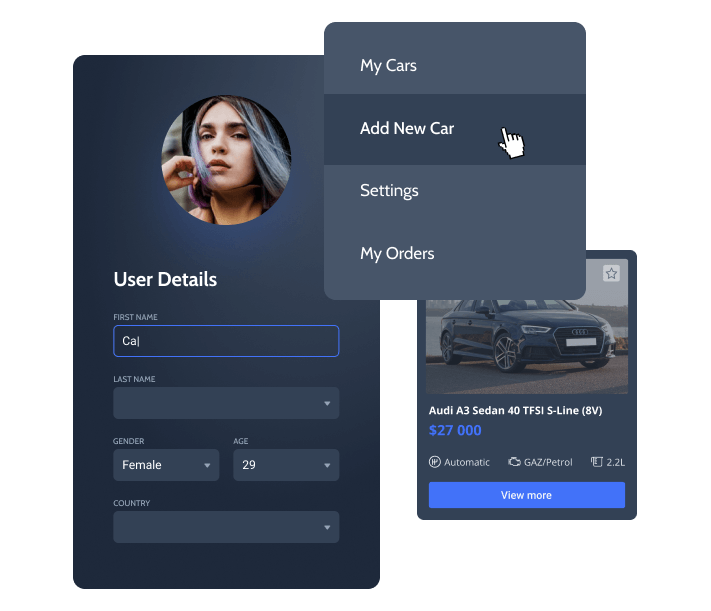 My Cars
Add New Car
Settings
My Orders
User Details
FIRST NAME
Ca
LAST NAME
GENDER
AGE
Female
29
COUNTRY
Audi A3 Sedan 40 TFSI S-Line (8V)
$27 000
Automatic
GAZ/Petrol
2.2L
View more